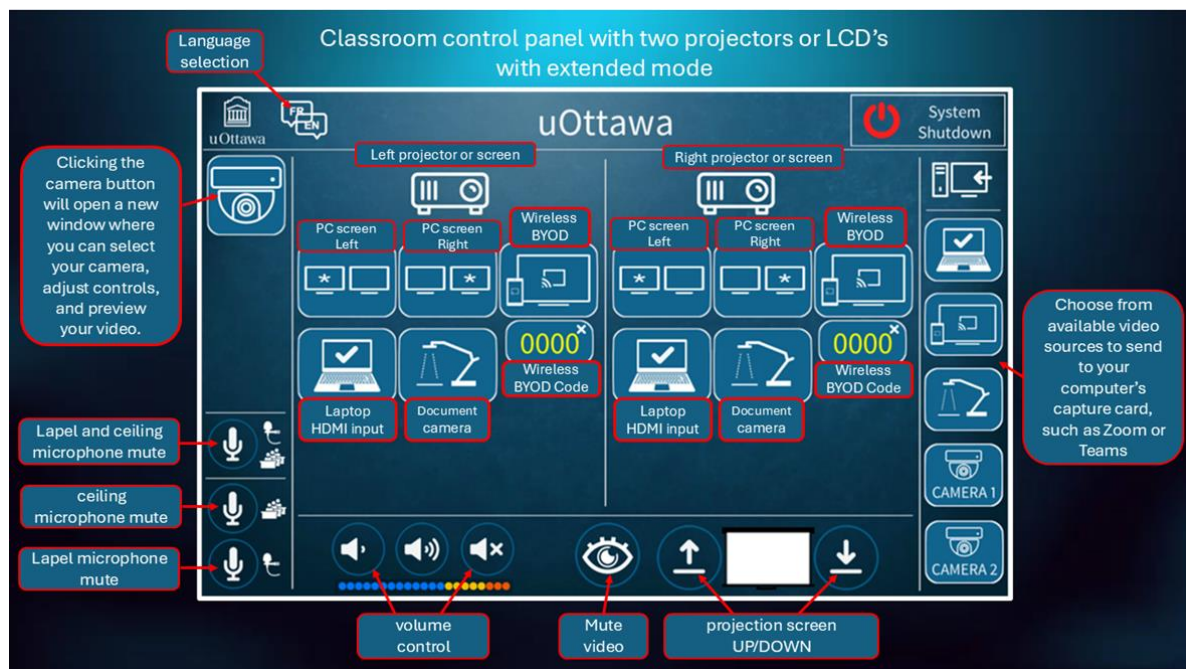 Classroom control panel with two projectors or LCD's
with extended mode
Language
selection
uOttawa
FR
EN
uOttawa
System
Shutdown
Clicking the
camera button
will open a new
window where
you can select
your camera,
adjust controls,
and preview
your video.
Left projector or screen
Right projector or screen
PC screen
Left
PC screen
Right
Wireless
BYOD
PC screen
Left
PC screen
Right
Wireless
BYOD
0000
Wireless
BYOD Code
0000
Wireless
BYOD Code
Laptop
HDMI input
Document
camera
Laptop
HDMI input
Document
camera
Choose from
available video
sources to send
to your
computer's
capture card,
such as Zoom or
Teams
CAMERA 1
CAMERA 2
Lapel and ceiling
microphone mute
ceiling
microphone mute
Lapel microphone
mute
volume
control
Mute
video
projection screen
UP/DOWN